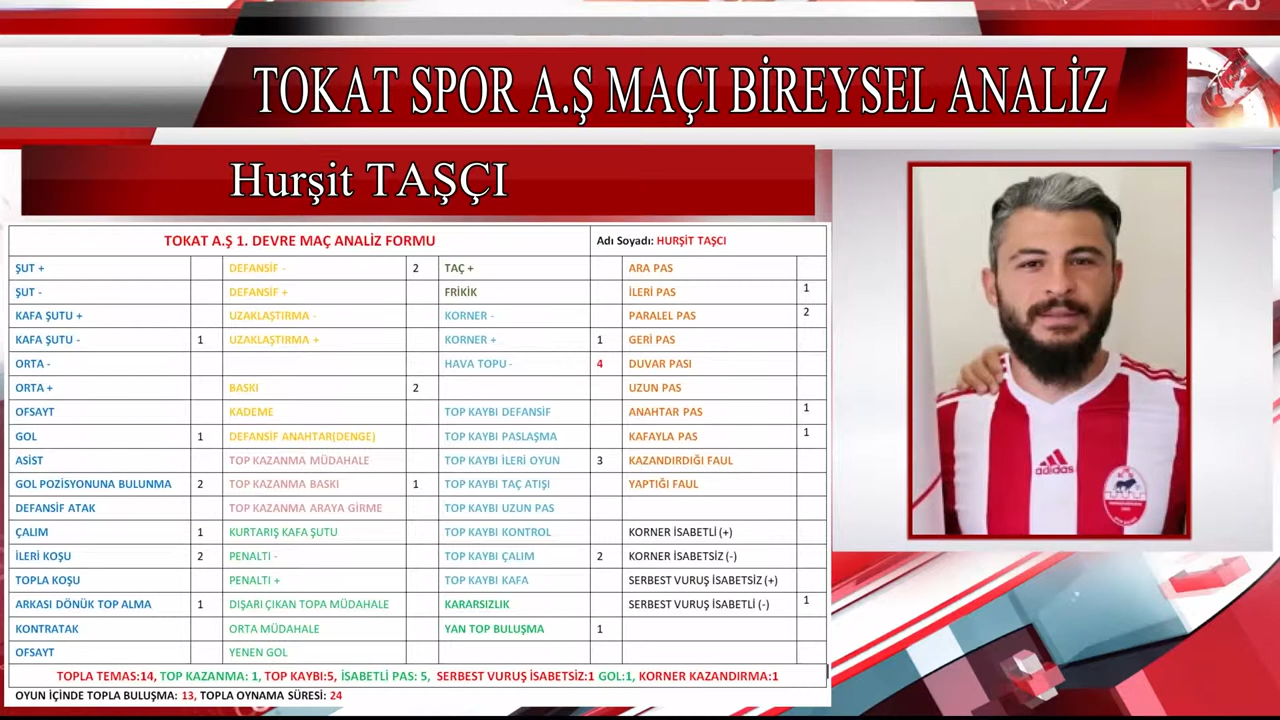 TOKAT SPOR A.Ş MAÇI BİREYSEL ANALİZ
Hurşit TAŞÇI
TOKAT A.Ş 1. DEVRE MAÇ ANALİZ FORMU Adı Soyadı: HURŞİT TAŞCI
ŞUT + DEFANSİF - 2 TAÇ + ARA PAS
ŞUT - DEFANSİF + FRİKİK İLERİ PAS 1
KAFA ŞUTU + UZAKLAŞTIRMA - KORNER - PARALEL PAS 2
KAFA ŞUTU - 1 UZAKLAŞTIRMA + KORNER + 1 GERİ PAS
ORTA - HAVA TOPU - 4 DUVAR PASI
ORTA + BASKI 2 UZUN PAS
OFSAYT KADEME TOP KAYBI DEFANSİF ANAHTAR PAS 1
GOL 1 DEFANSİF ANAHTAR(DENGE) TOP KAYBI PASLAŞMA KAFAYLA PAS 1
ASİST TOP KAZANMA MÜDAHALE TOP KAYBI İLERİ OYUN 3 KAZANDIRDIĞI FAUL
GOL POZİSYONUNA BULUNMA 2 TOP KAZANMA BASKI 1 TOP KAYBI TAÇ ATIŞI YAPTIĞI FAUL
DEFANSİF ATAK TOP KAZANMA ARAYA GİRME TOP KAYBI UZUN PAS
ÇALIM 1 KURTARIŞ KAFA ŞUTU TOP KAYBI KONTROL KORNER İSABETLİ (+)
İLERİ KOŞU 2 PENALTI - TOP KAYBI ÇALIM 2 KORNER İSABETSİZ (-)
TOPLA KOŞU PENALTI + TOP KAYBI KAFA SERBEST VURUŞ İSABETSİZ (+)
ARKASI DÖNÜK TOP ALMA 1 DIŞARI ÇIKAN TOPA MÜDAHALE KARARSIZLIK SERBEST VURUŞ İSABETLİ (-) 1
KONTRATAK ORTA MÜDAHALE YAN TOP BULUŞMA 1
OFSAYT YENEN GOL
TOPLA TEMAS:14, TOP KAZANMA: 1, TOP KAYBI:5, İSABETLİ PAS: 5, SERBEST VURUŞ İSABETSİZ:1 GOL:1, KORNER KAZANDIRMA:1
OYUN İÇİNDE TOPLA BULUŞMA: 13, TOPLA OYNAMA SÜRESİ: 24
adidas